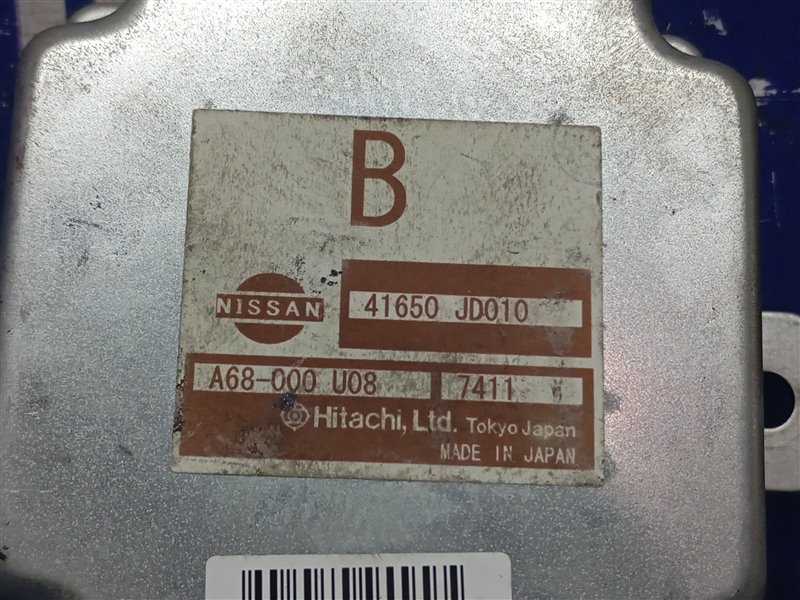 B
NISSAN 41650 JD010
A68-000 U08 7411
Hitachi, Ltd. Tokyo Japan
MADE IN JAPAN